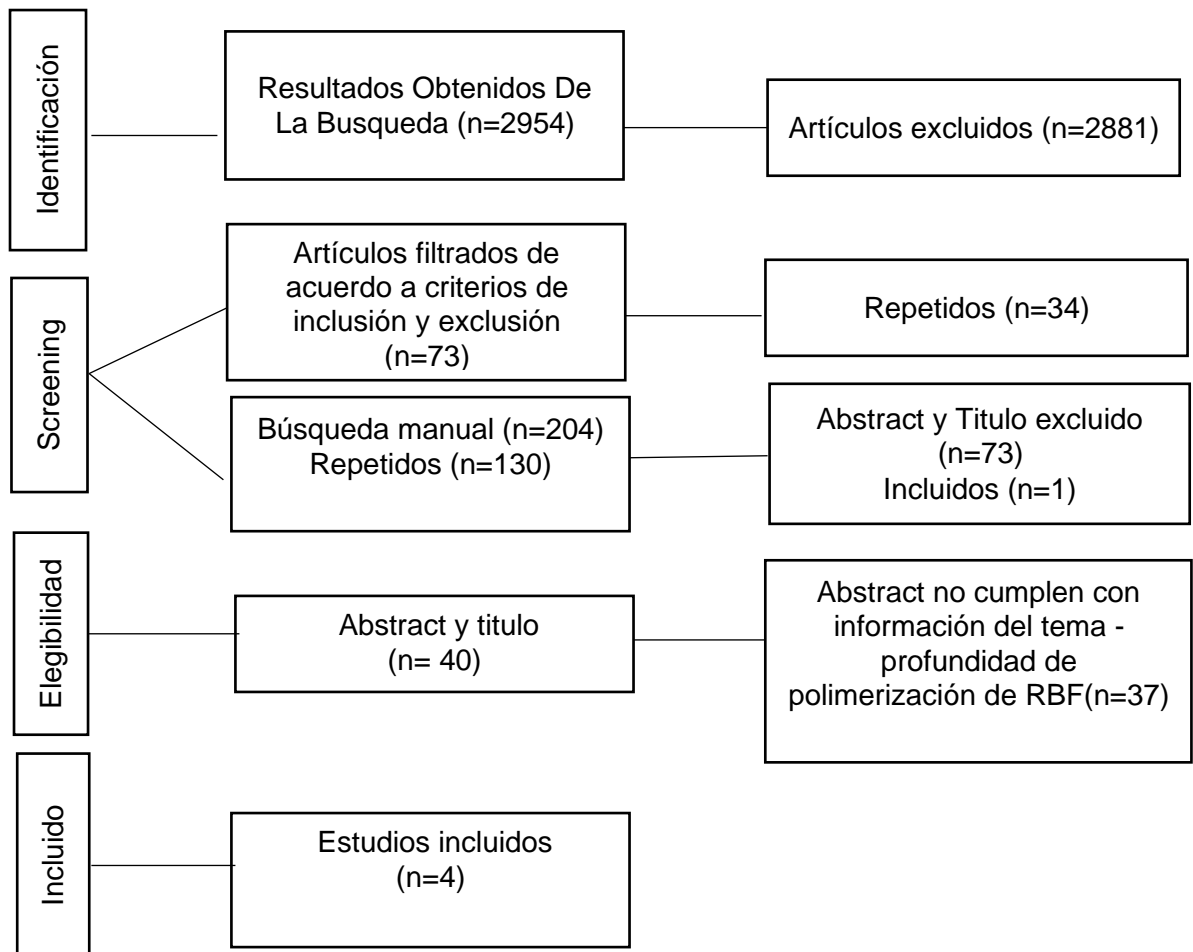 Identificación
Resultados Obtenidos De
La Busqueda (n=2954)
Artículos excluidos (n=2881)
Screening
Artículos filtrados de
acuerdo a criterios de
inclusión y exclusión
(n=73)
Repetidos (n=34)
Búsqueda manual (n=204)
Repetidos (n=130)
Abstract y Titulo excluido
(n=73)
Incluidos (n=1)
Elegibilidad
Abstract y titulo
(n= 40)
Abstract no cumplen con
información del tema -
profundidad de
polimerización de RBF(n=37)
Incluido
Estudios incluidos
(n=4)